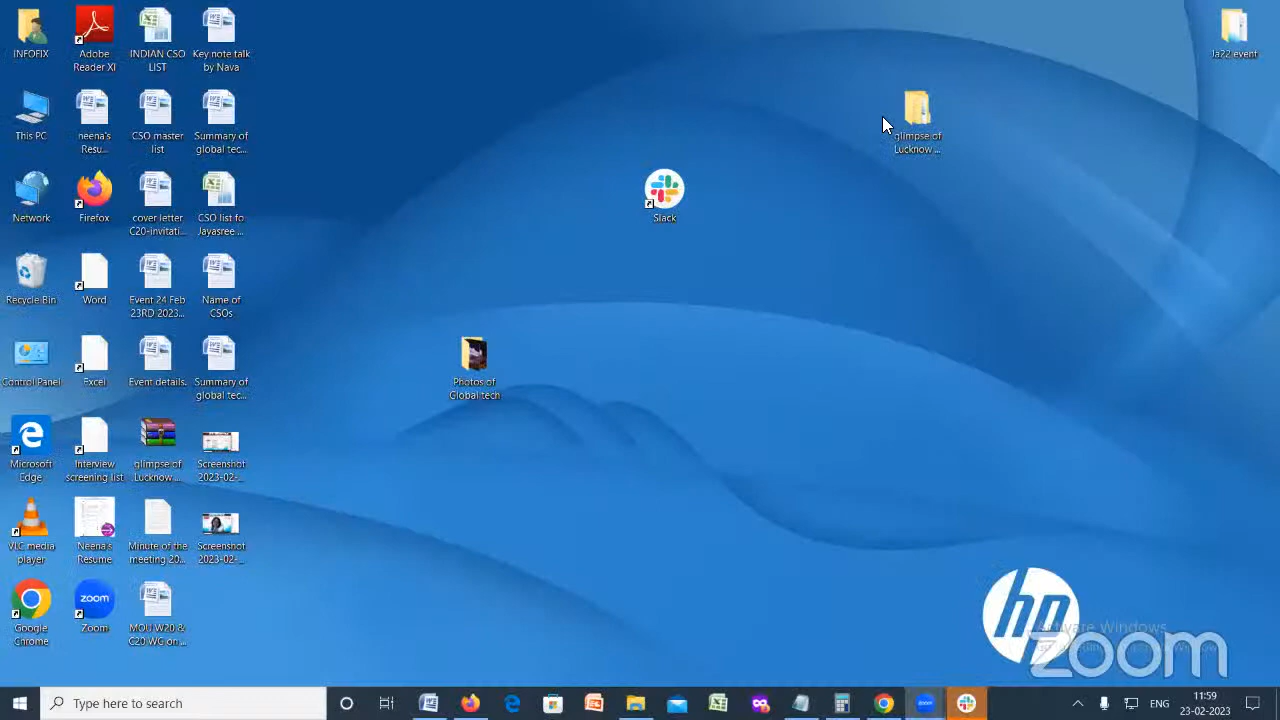 INFOFIX
Adobe
Reader XI
INDIAN CSO
LIST
Key note talk
by Nava
Ja22 event
This PC
neena's
Resu...
CSO master
list
Summary of
global tec...
glimpse of
Lucknow ...
Network
Firefox
cover letter
C20-invitati...
CSO list fo
Jayasree ...
Slack
Recycle Bin
Word
Event 24 Feb
23RD 2023...
Name of
CSOs
Control Panel
Excel
Event details.
Summary of
global tec...
Photos of
Global tech
Microsoft
Edge
Interview
screening list
glimpse of
Lucknow ...
Screenshot
2023-02-...
VLC media
player
Neena's
Resume
Minute of the
meeting 20...
Screenshot
2023-02-...
Google
Chrome
zoom
Zoom
MOU W20 &
C20 WG on ...
hp
Activate Windows
zoom
Type here to search
ENG
11:59
23-02-2023